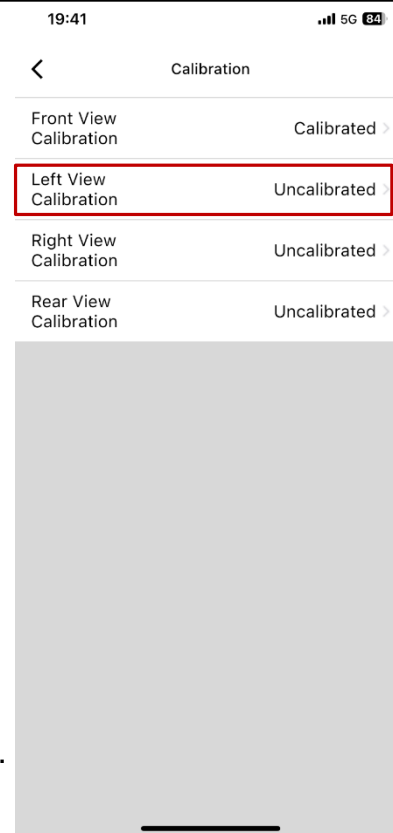 19:41 5G 84
Calibration
Front View
Calibration
Calibrated
Left View
Calibration
Uncalibrated
Right View
Calibration
Uncalibrated
Rear View
Calibration
Uncalibrated
.